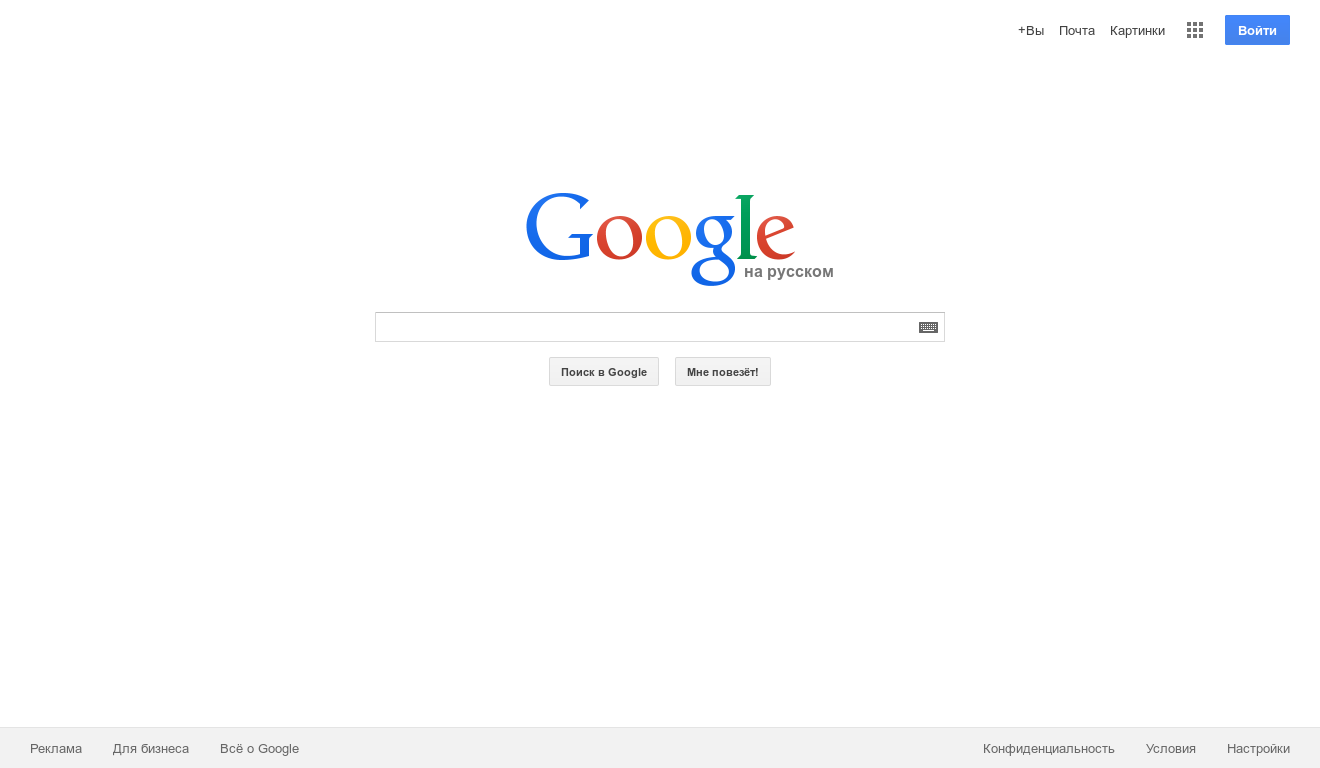 +Вы Почта Картинки Войти
Google
на русском
Поиск в Google Мне повезёт!
Реклама Для бизнеса Всё о Google Конфиденциальность Условия Настройки